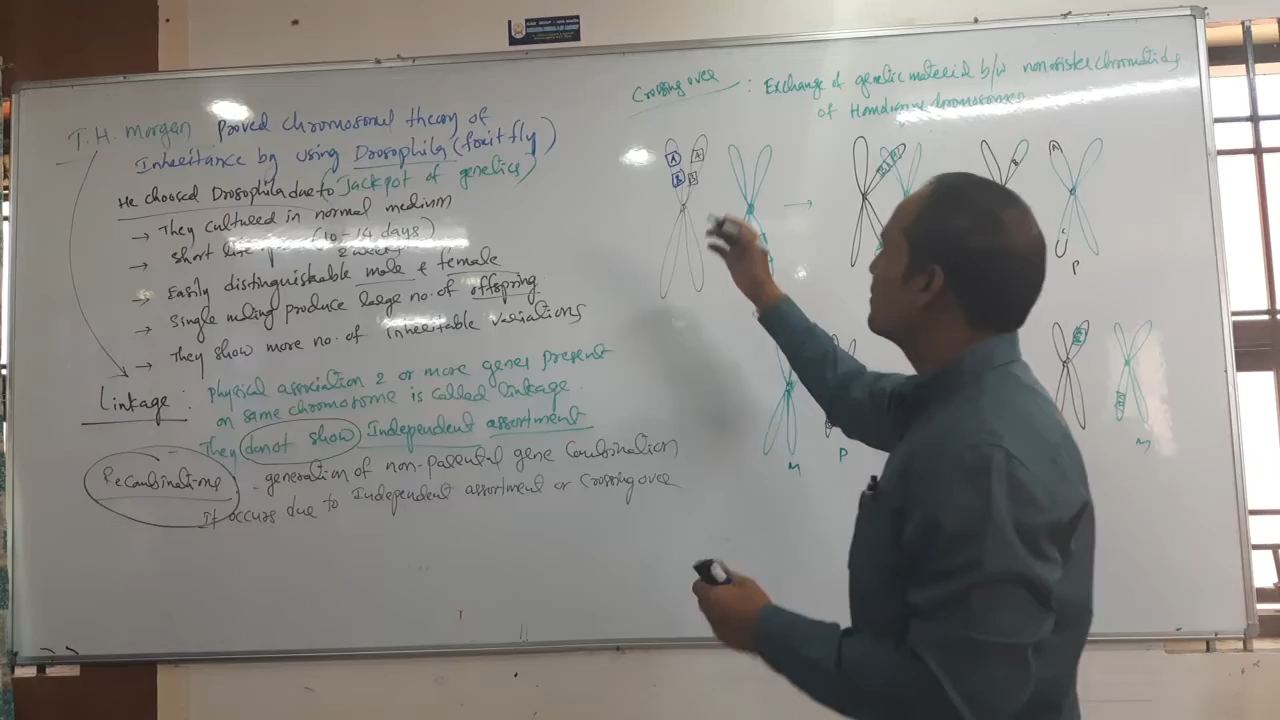 T.H. Morgan Proved chromosomal theory of
Inheritance by using Drosophila (fruit fly)
He choosed Drosophila due to (Jackpot of genetics)
→ They cultured in normal medium
→ Short life (10-14 days)
2 week
→ Easily distinguishable male & female
→ Single mating produce large no. of offspring
→ They show more no. of inheritable variations
Linkage : Physical association 2 or more genes present
on same chromosome is called linkage.
They donot show Independent assortment
Recombinations - generation of non-parental gene Combination
It occurs due to Independent assortment or Crossing over
Crossing over : Exchange of genetic material b/w non sister chromatids
of Homologous chromosomes
A A
B B
B
A
P
M P
M